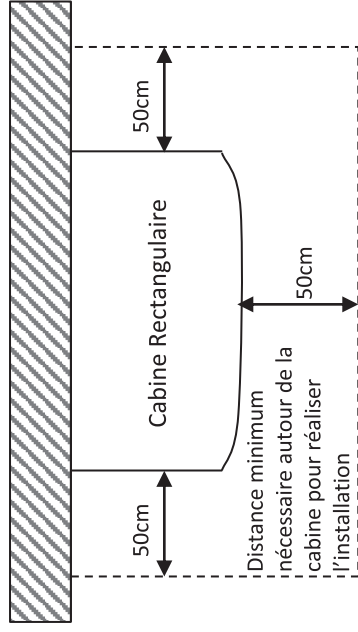 50cm
50cm
Cabine Rectangulaire
50cm
Distance minimum
nécessaire autour de la
cabine pour réaliser
l'installation